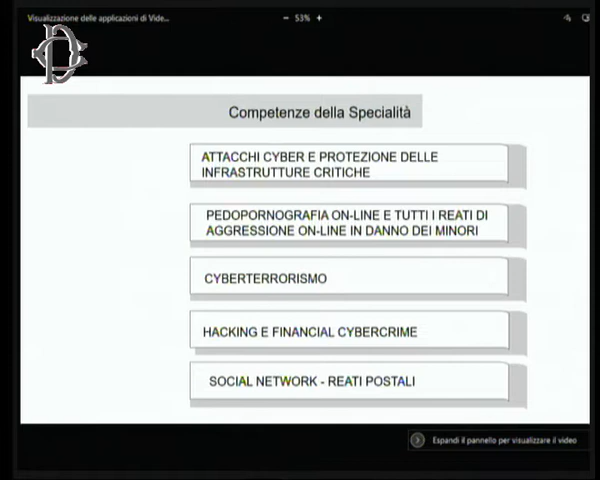 Visualizzazione delle applicazioni di Vide...
− 53% +
Competenze della Specialità
ATTACCHI CYBER E PROTEZIONE DELLE
INFRASTRUTTURE CRITICHE
PEDOPORNOGRAFIA ON-LINE E TUTTI I REATI DI
AGGRESSIONE ON-LINE IN DANNO DEI MINORI
CYBERTERRORISMO
HACKING E FINANCIAL CYBERCRIME
SOCIAL NETWORK - REATI POSTALI
Espandi il pannello per visualizzare il video